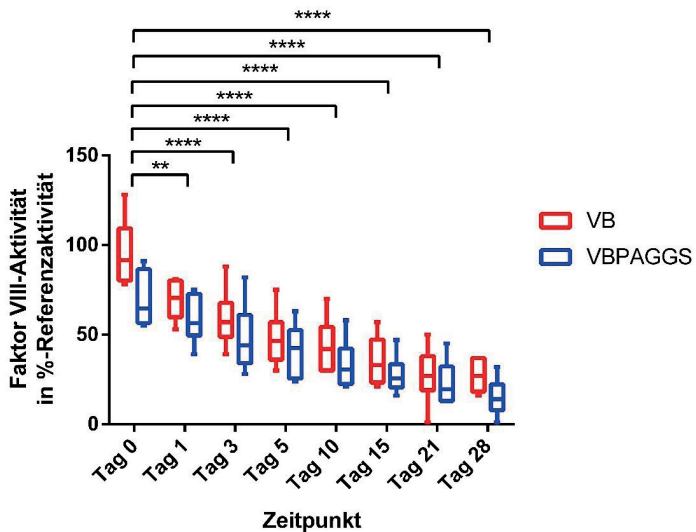 ****
****
****
****
****
****
**
Faktor VIII-Aktivität
in %-Referenzaktivität
150
100
50
0
VB
VBPAGGS
Tag 0
Tag 1
Tag 3
Tag 5
Tag 10
Tag 15
Tag 21
Tag 28
Zeitpunkt